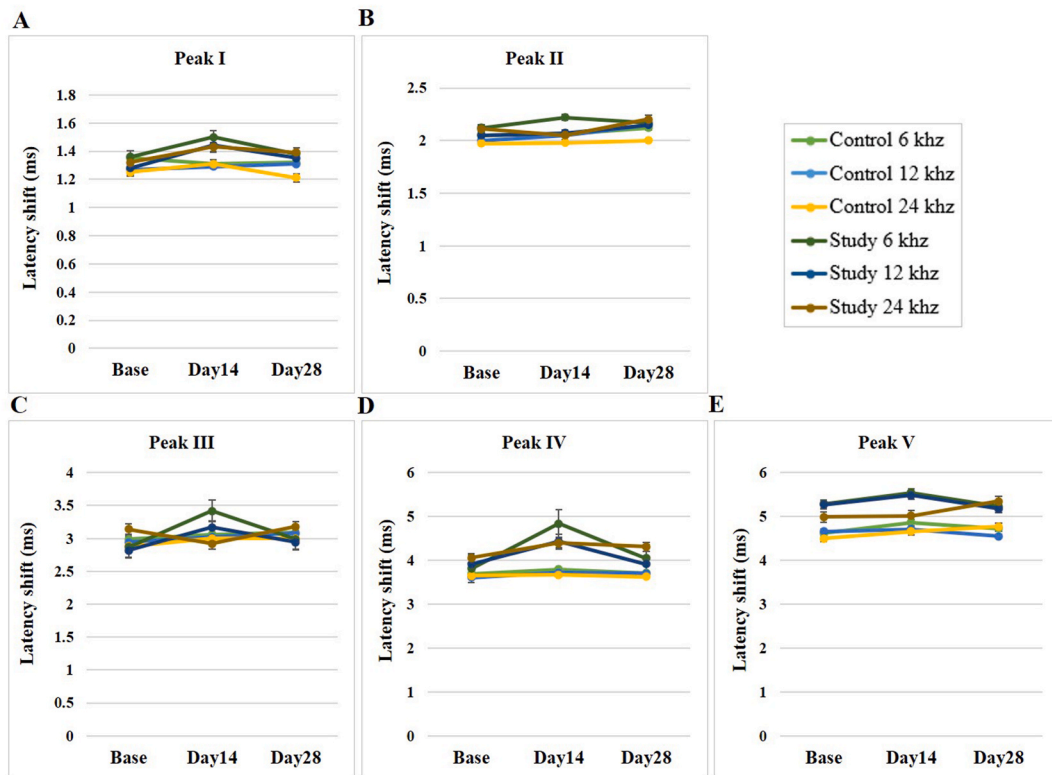 A
Peak I
Latency shift (ms)
1.8
1.6
1.4
1.2
1
0.8
0.6
0.4
0.2
0
Base Day14 Day28
B
Peak II
Latency shift (ms)
2.5
2
1.5
1
0.5
0
Base Day14 Day28
Control 6 khz
Control 12 khz
Control 24 khz
Study 6 khz
Study 12 khz
Study 24 khz
C
Peak III
Latency shift (ms)
4
3.5
3
2.5
2
1.5
1
0.5
0
Base Day14 Day28
D
Peak IV
Latency shift (ms)
6
5
4
3
2
1
0
Base Day14 Day28
E
Peak V
Latency shift (ms)
6
5
4
3
2
1
0
Base Day14 Day28